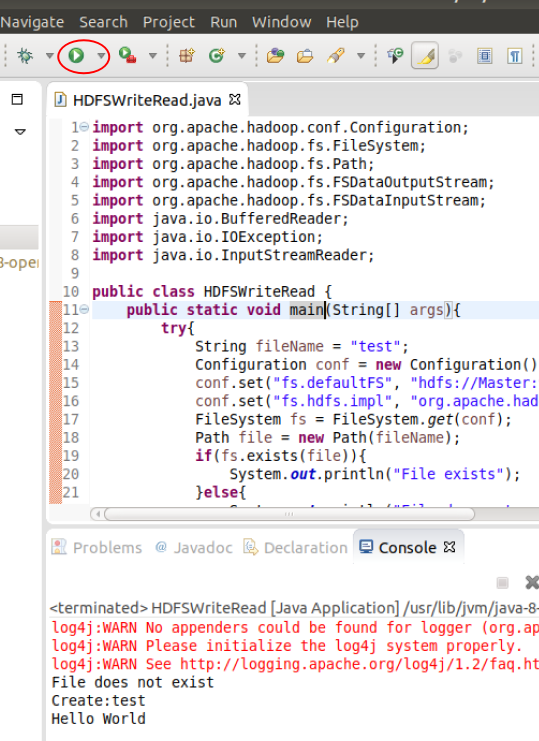 Navigate Search Project Run Window Help
HDFSWriteRead.java
1 import org.apache.hadoop.conf.Configuration;
2 import org.apache.hadoop.fs.FileSystem;
3 import org.apache.hadoop.fs.Path;
4 import org.apache.hadoop.fs.FSDataOutputStream;
5 import org.apache.hadoop.fs.FSDataInputStream;
6 import java.io.BufferedReader;
7 import java.io.IOException;
8 import java.io.InputStreamReader;
9
10 public class HDFSWriteRead {
11 public static void main(String[] args){
12 try{
13 String fileName = "test";
14 Configuration conf = new Configuration()
15 conf.set("fs.defaultFS", "hdfs://Master:
16 conf.set("fs.hdfs.impl", "org.apache.had
17 FileSystem fs = FileSystem.get(conf);
18 Path file = new Path(fileName);
19 if(fs.exists(file)){
20 System.out.println("File exists");
21 }else{
Problems @ Javadoc Declaration Console
<terminated> HDFSWriteRead [Java Application] /usr/lib/jvm/java-8-
log4j:WARN No appenders could be found for logger (org.ap
log4j:WARN Please initialize the log4j system properly.
log4j:WARN See http://logging.apache.org/log4j/1.2/faq.ht
File does not exist
Create:test
Hello World